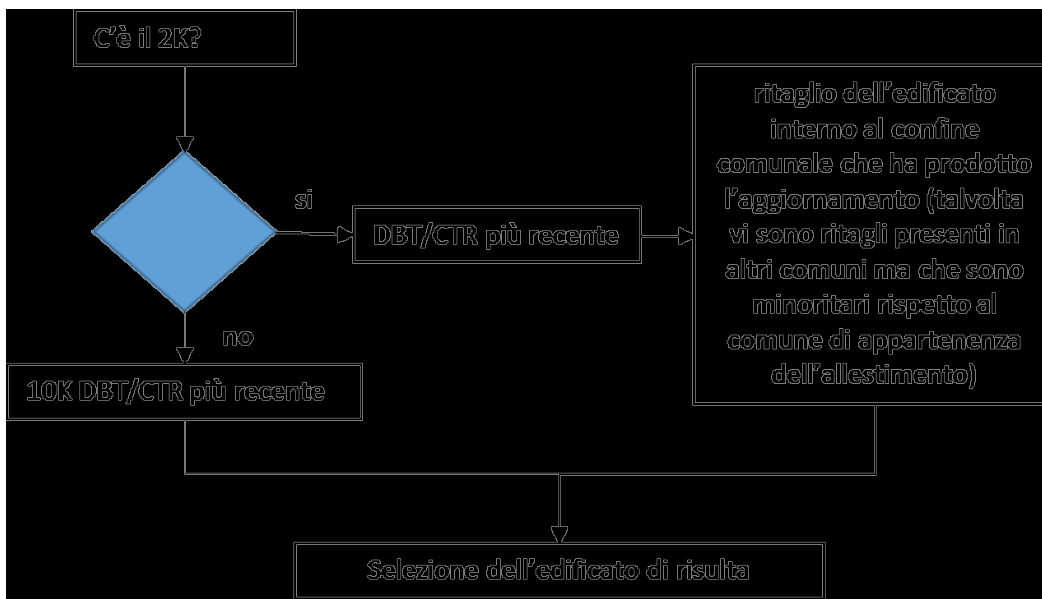 C'è il 2K?
si
DBT/CTR più recente
ritaglio dell'edificato
interno al confine
comunale che ha prodotto
l'aggiornamento (talvolta
vi sono ritagli presenti in
altri comuni ma che sono
minoritari rispetto al
comune di appartenenza
dell'allestimento)
no
10K DBT/CTR più recente
Selezione dell'edificato di risulta